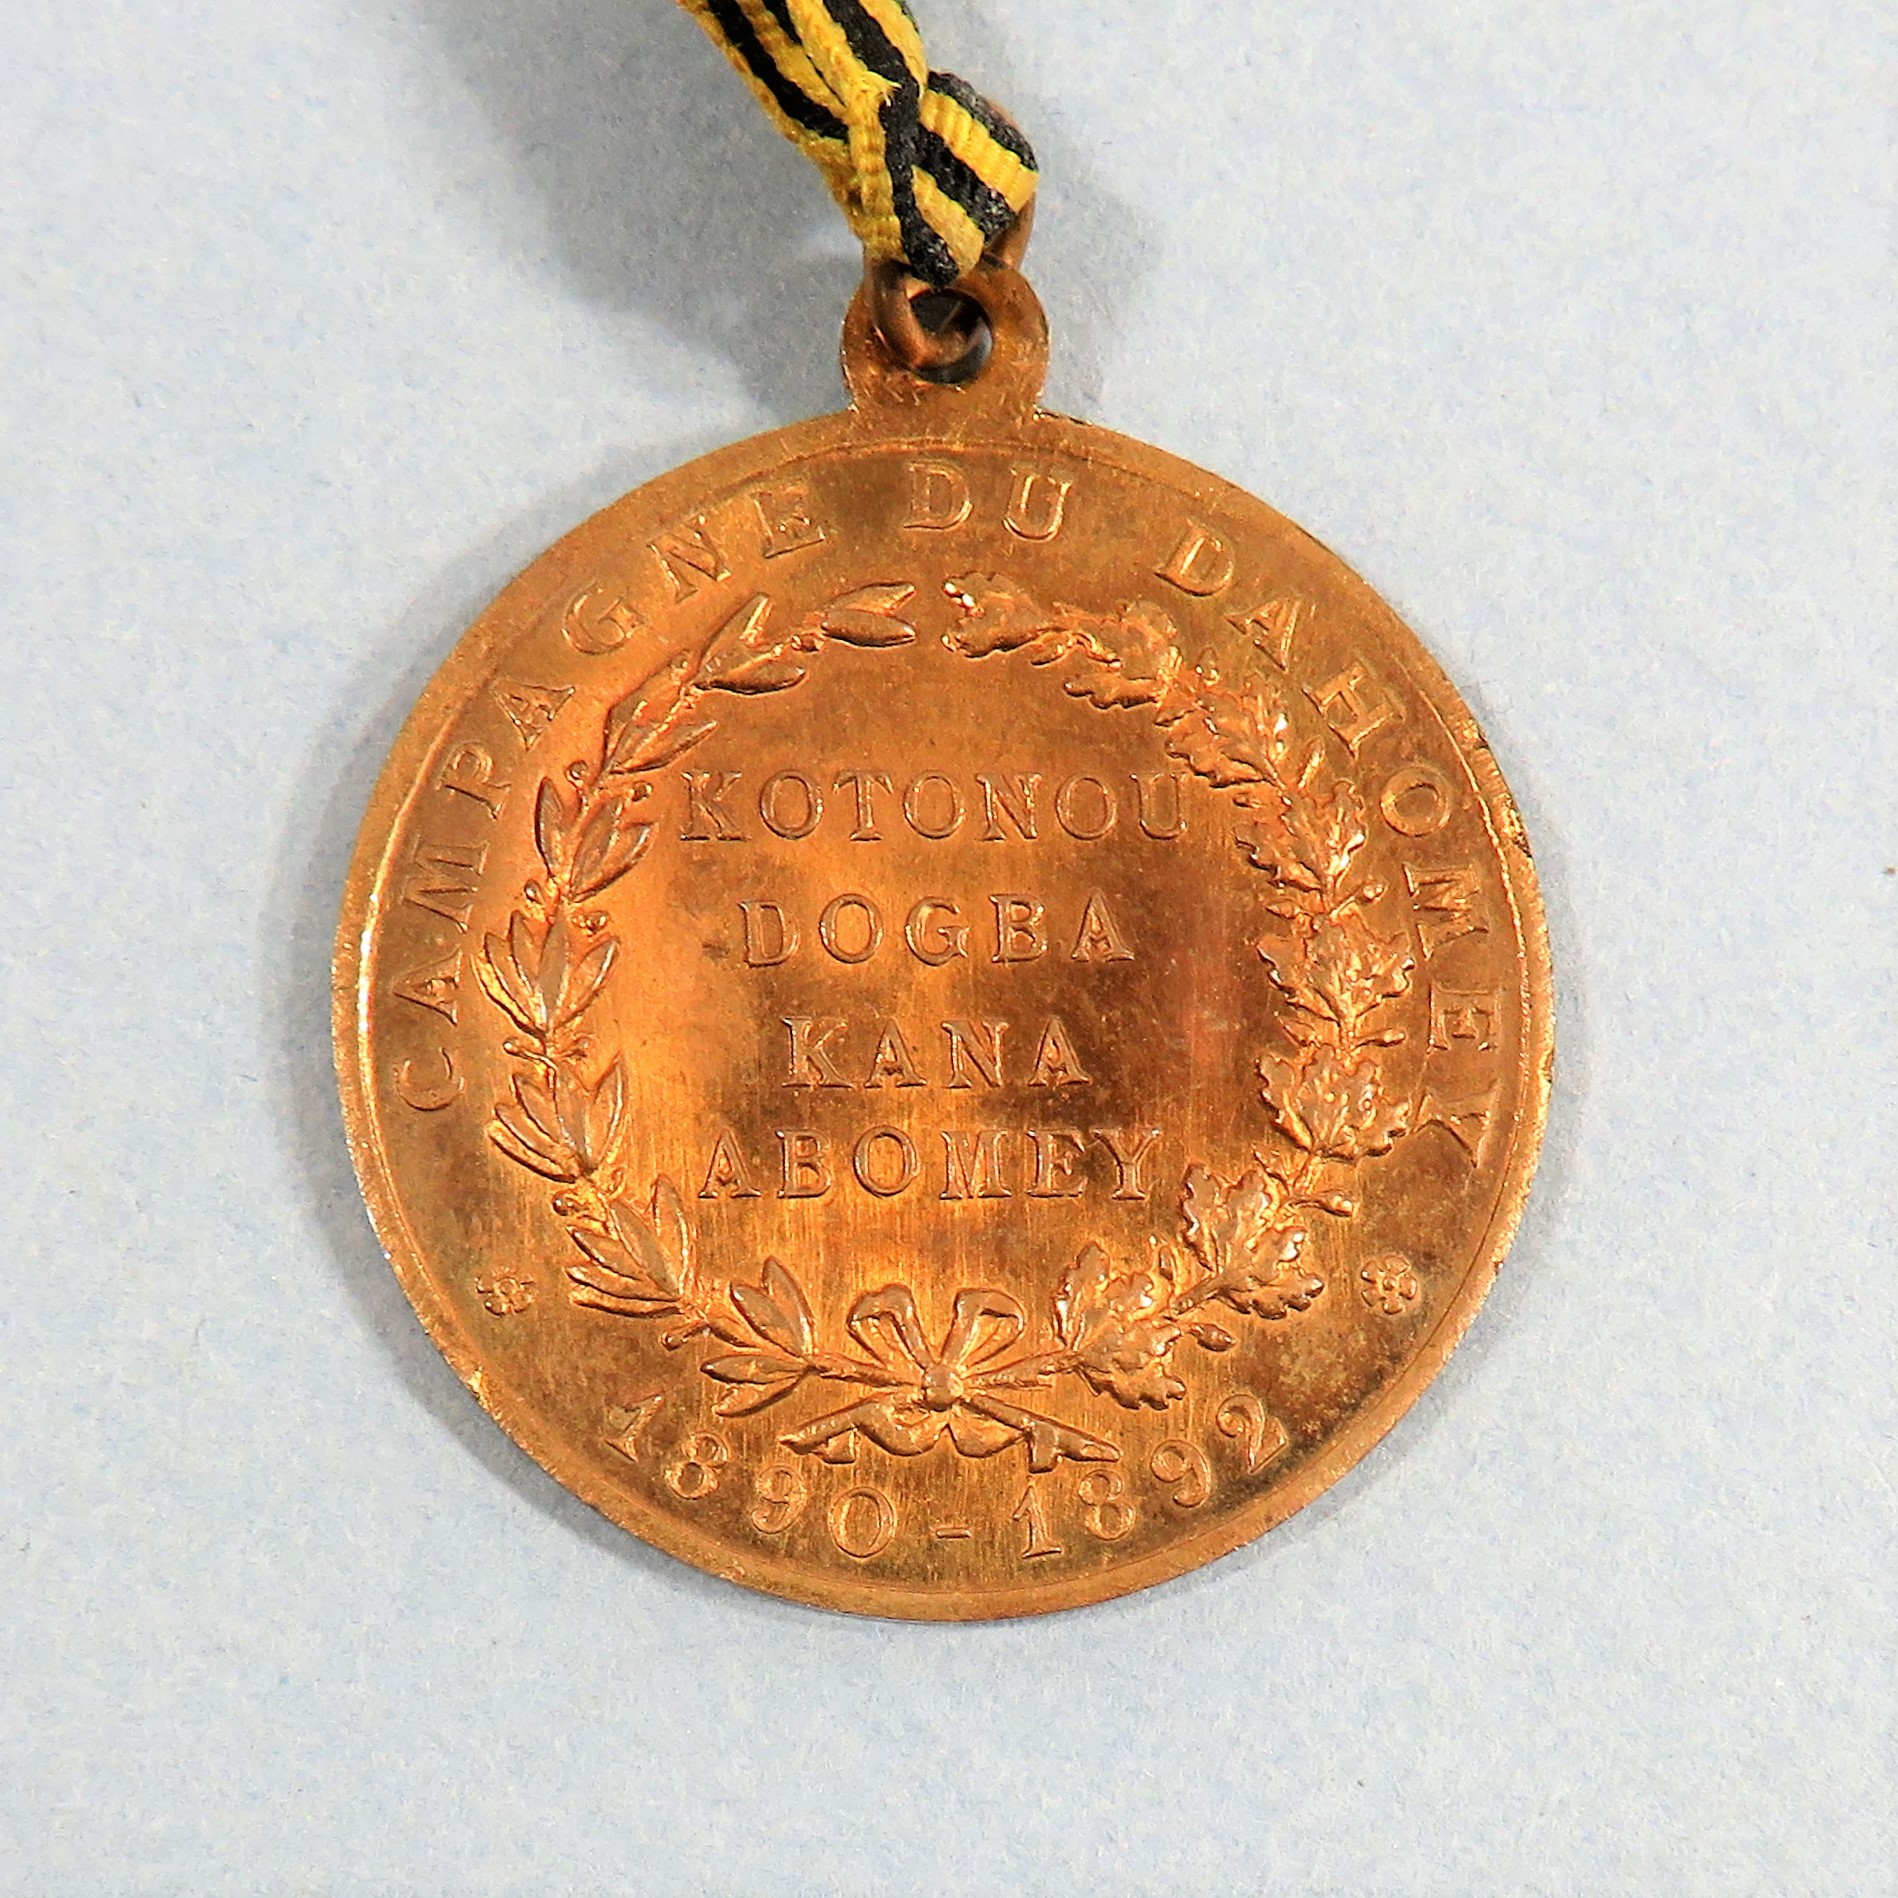 CAMPAGNE DU DAHOMEY
KOTONOU
DOGBA
KANA
ABOMEY
1890-1892